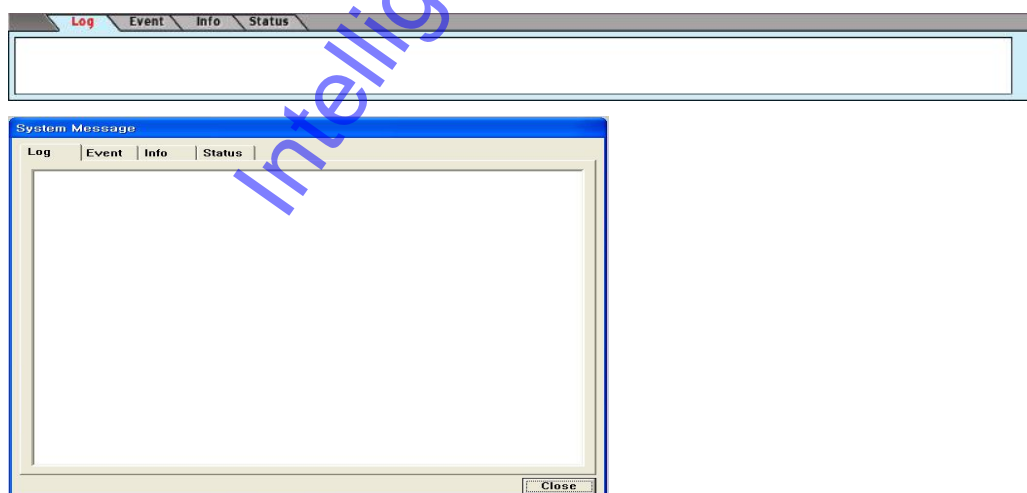 Log Event Info Status
System Message
Log Event Info Status
Close
Intellig